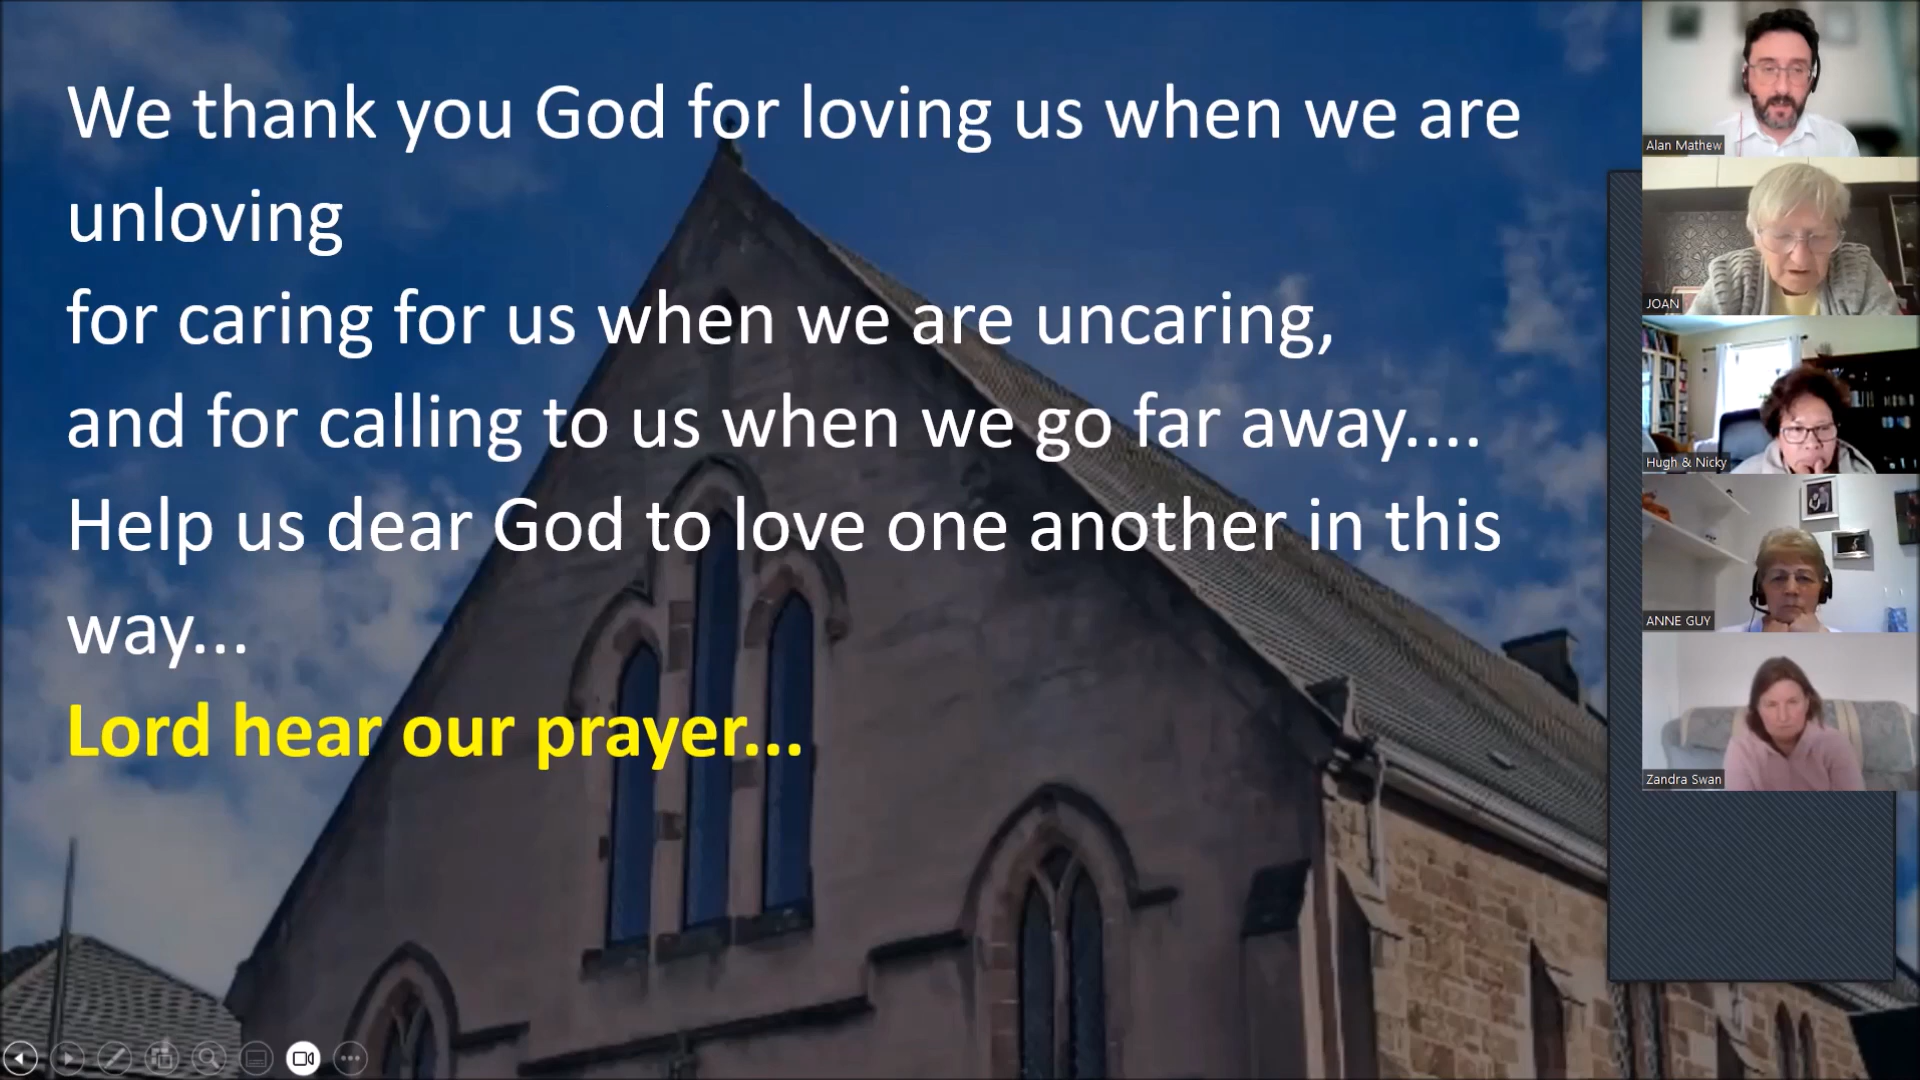 We thank you God for loving us when we are
unloving
for caring for us when we are uncaring,
and for calling to us when we go far away....
Help us dear God to love one another in this
way...
Lord hear our prayer...
Alan Mathew
JOAN
Hugh & Nicky
ANNE GUY
Zandra Swan